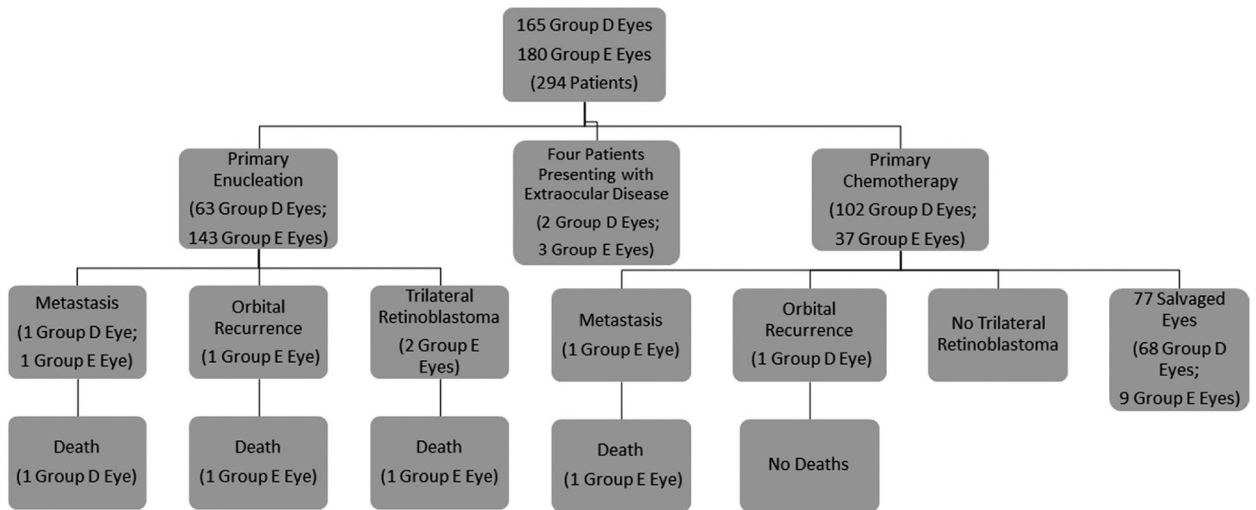 165 Group D Eyes
180 Group E Eyes
(294 Patients)
Primary
Enucleation
(63 Group D Eyes;
143 Group E Eyes)
Four Patients
Presenting with
Extraocular Disease
(2 Group D Eyes;
3 Group E Eyes)
Primary
Chemotherapy
(102 Group D Eyes;
37 Group E Eyes)
Metastasis
(1 Group D Eye;
1 Group E Eye)
Orbital
Recurrence
(1 Group E Eye)
Trilateral
Retinoblastoma
(2 Group E
Eyes)
Metastasis
(1 Group E Eye)
Orbital
Recurrence
(1 Group D Eye)
No Trilateral
Retinoblastoma
77 Salvaged
Eyes
(68 Group D
Eyes;
9 Group E Eyes)
Death
(1 Group D Eye)
Death
(1 Group E Eye)
Death
(1 Group E Eye)
Death
(1 Group E Eye)
No Deaths